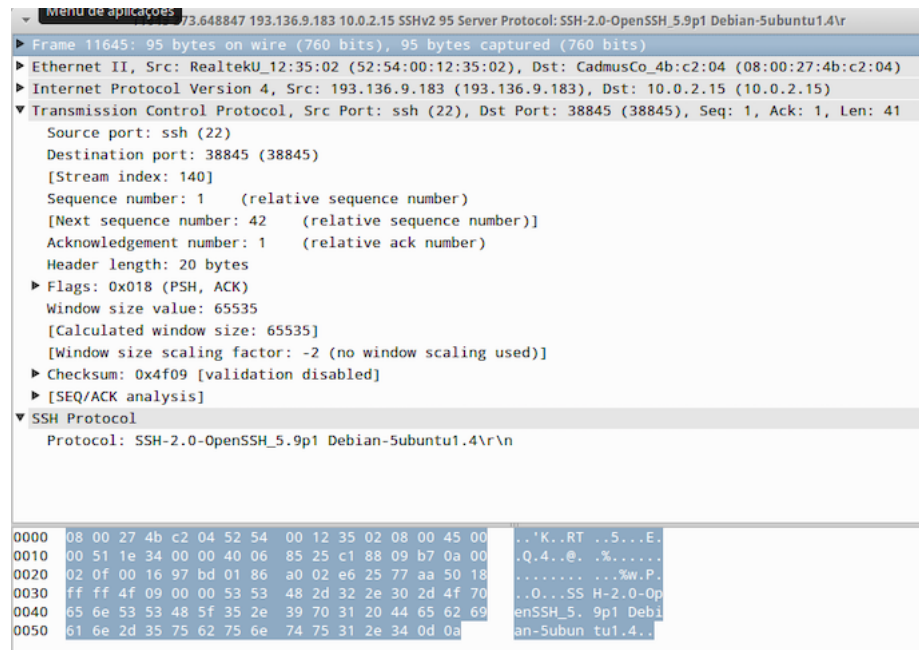 Menu de aplicações
73.648847 193.136.9.183 10.0.2.15 SSHv2 95 Server Protocol: SSH-2.0-OpenSSH_5.9p1 Debian-5ubuntu1.4\r
Frame 11645: 95 bytes on wire (760 bits), 95 bytes captured (760 bits)
Ethernet II, Src: RealtekU_12:35:02 (52:54:00:12:35:02), Dst: CadmusCo_4b:c2:04 (08:00:27:4b:c2:04)
Internet Protocol Version 4, Src: 193.136.9.183 (193.136.9.183), Dst: 10.0.2.15 (10.0.2.15)
Transmission Control Protocol, Src Port: ssh (22), Dst Port: 38845 (38845), Seq: 1, Ack: 1, Len: 41
Source port: ssh (22)
Destination port: 38845 (38845)
[Stream index: 140]
Sequence number: 1    (relative sequence number)
[Next sequence number: 42    (relative sequence number)]
Acknowledgement number: 1    (relative ack number)
Header length: 20 bytes
Flags: 0x018 (PSH, ACK)
Window size value: 65535
[Calculated window size: 65535]
[Window size scaling factor: -2 (no window scaling used)]
Checksum: 0x4f09 [validation disabled]
[SEQ/ACK analysis]
SSH Protocol
Protocol: SSH-2.0-OpenSSH_5.9p1 Debian-5ubuntu1.4\r\n
0000  08 00 27 4b c2 04 52 54  00 12 35 02 08 00 45 00  ..'K..RT ..5...E.
0010  00 51 1e 34 00 00 40 06  85 25 c1 88 09 b7 0a 00  .Q.4..@. .%......
0020  02 0f 00 16 97 bd 01 86  a0 02 e6 25 77 aa 50 18  ........ ...%w.P.
0030  ff ff 4f 09 00 00 53 53  48 2d 32 2e 30 2d 4f 70  ..O...SS H-2.0-Op
0040  65 6e 53 53 48 5f 35 2e  39 70 31 20 44 65 62 69  enSSH_5. 9p1 Debi
0050  61 6e 2d 35 75 62 75 6e  74 75 31 2e 34 0d 0a  an-5ubun tu1.4..